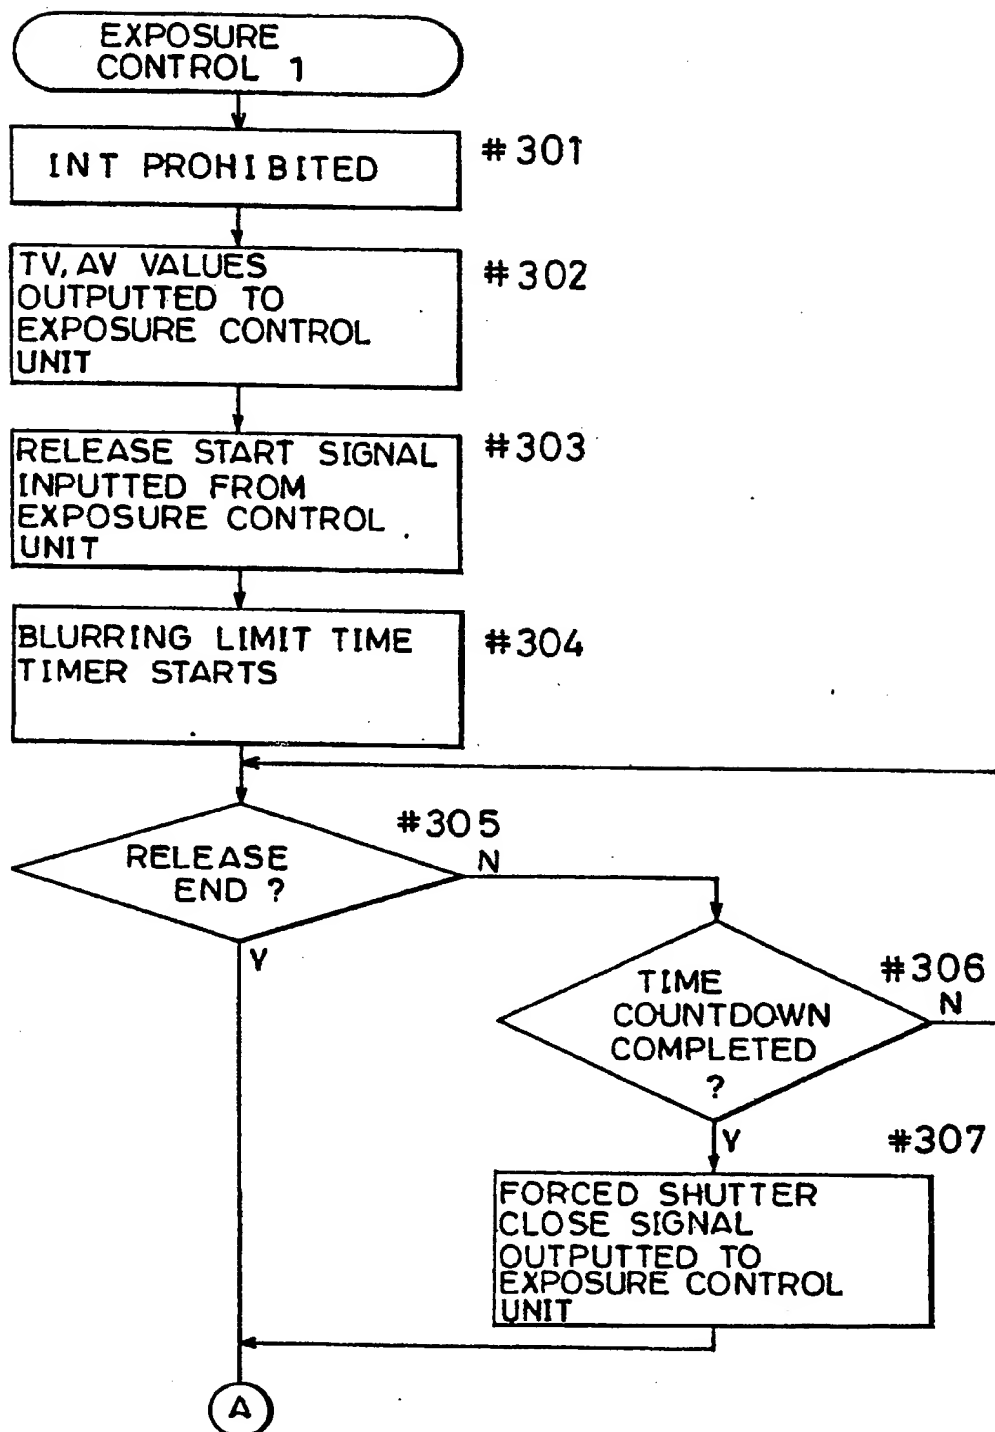 EXPOSURE
CONTROL 1
INT PROHIBITED
#301
TV, AV VALUES
OUTPUTTED TO
EXPOSURE CONTROL
UNIT
#302
RELEASE START SIGNAL
INPUTTED FROM
EXPOSURE CONTROL
UNIT
#303
BLURRING LIMIT TIME
TIMER STARTS
#304
#305
RELEASE
END ?
N
Y
#306
TIME
COUNTDOWN
COMPLETED
?
N
Y
#307
FORCED SHUTTER
CLOSE SIGNAL
OUTPUTTED TO
EXPOSURE CONTROL
UNIT
A